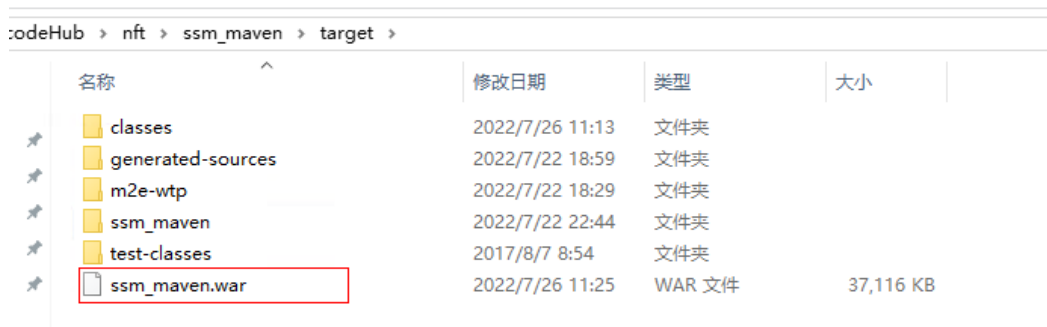 codeHub > nft > ssm_maven > target >
名称 修改日期 类型 大小
classes 2022/7/26 11:13 文件夹
generated-sources 2022/7/22 18:59 文件夹
m2e-wtp 2022/7/22 18:29 文件夹
ssm_maven 2022/7/22 22:44 文件夹
test-classes 2017/8/7 8:54 文件夹
ssm_maven.war 2022/7/26 11:25 WAR 文件 37,116 KB